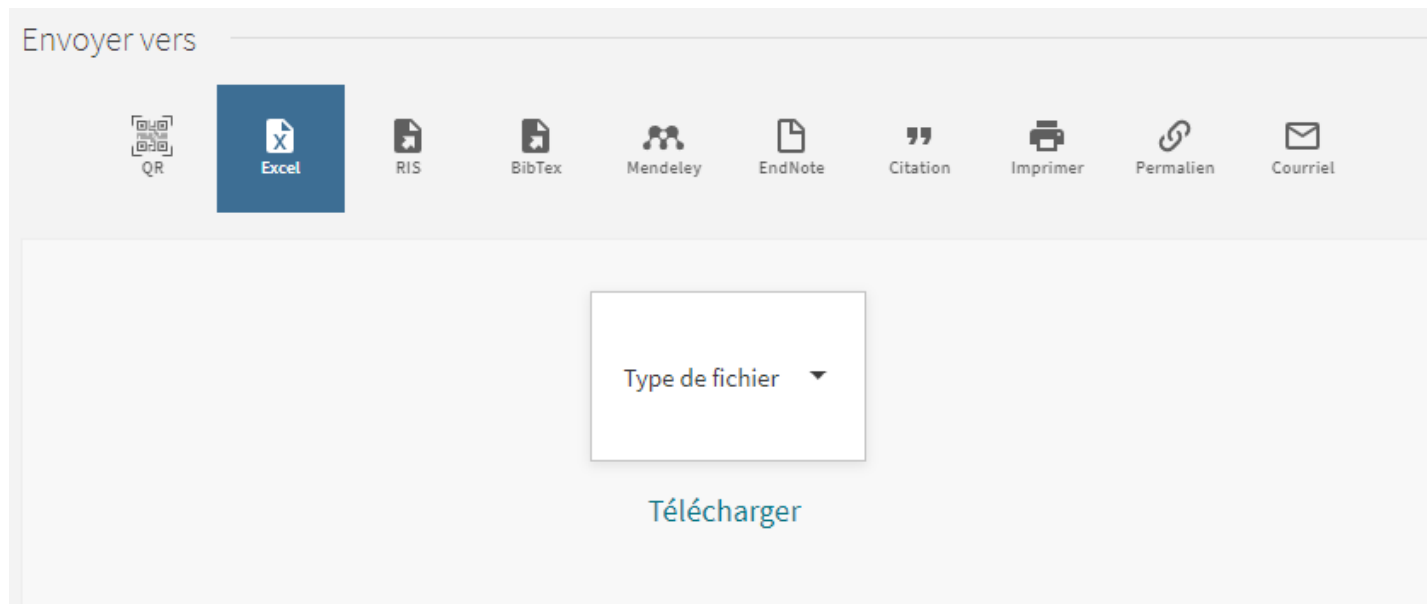 Envoyer vers
QR
Excel
RIS
BibTex
Mendeley
EndNote
Citation
Imprimer
Permalien
Courriel
Type de fichier
Télécharger